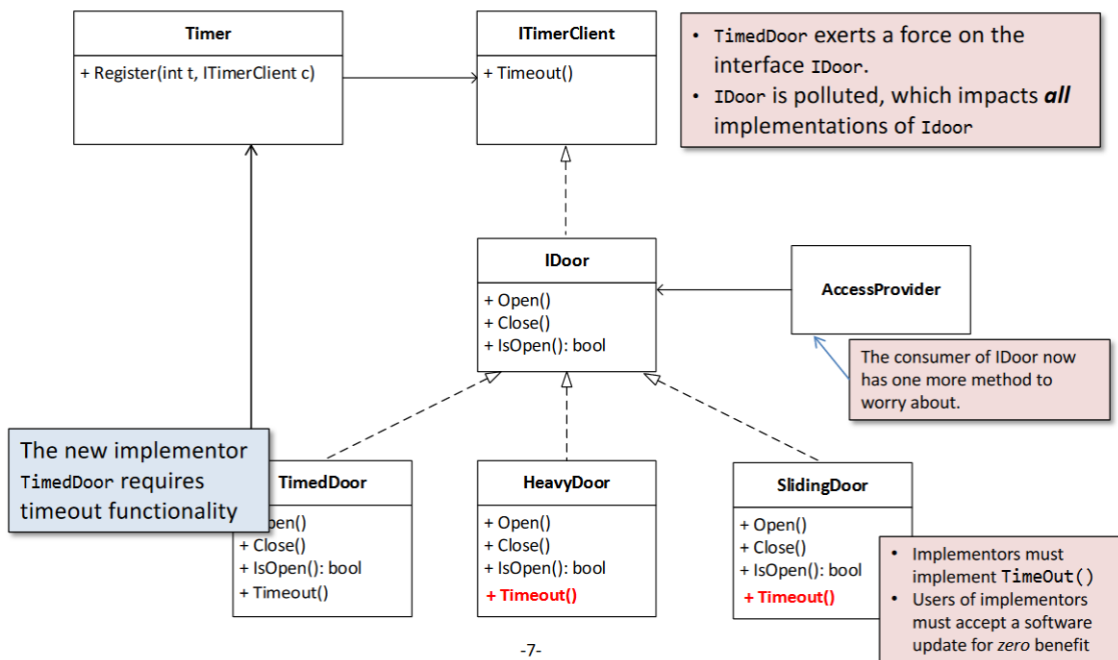 Timer
+ Register(int t, ITimerClient c)
ITimerClient
+ Timeout()
• TimedDoor exerts a force on the
interface IDoor.
• IDoor is polluted, which impacts all
implementations of Idoor
IDoor
+ Open()
+ Close()
+ IsOpen(): bool
AccessProvider
The consumer of IDoor now
has one more method to
worry about.
The new implementor
TimedDoor requires
timeout functionality
TimedDoor
pen()
+ Close()
+ IsOpen(): bool
+ Timeout()
HeavyDoor
+ Open()
+ Close()
+ IsOpen(): bool
+ Timeout()
SlidingDoor
+ Open()
+ Close()
+ IsOpen(): bool
+ Timeout()
• Implementors must
implement TimeOut()
• Users of implementors
must accept a software
update for zero benefit
-7-